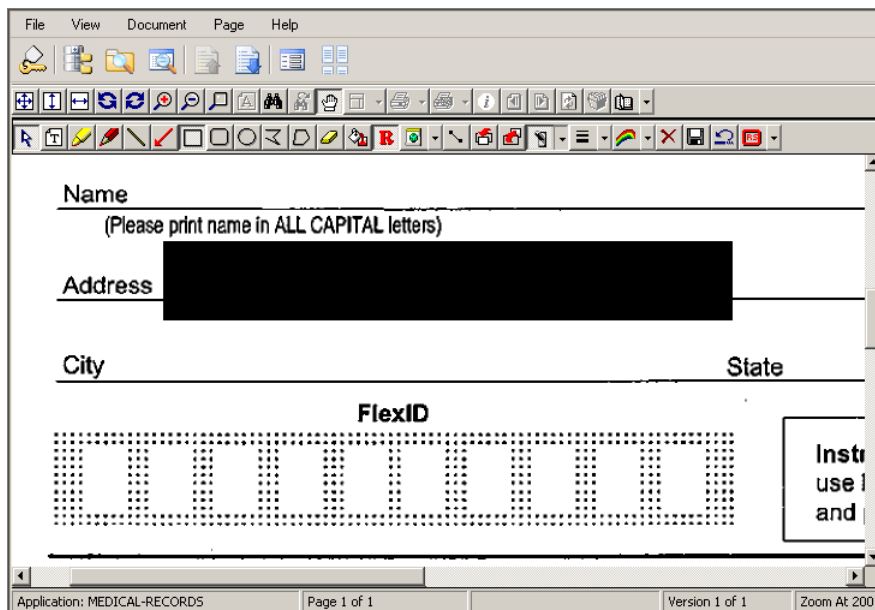 File View Document Page Help
Name
(Please print name in ALL CAPITAL letters)
Address
City State
FlexID
Instr
use
and
Application: MEDICAL-RECORDS Page 1 of 1 Version 1 of 1 Zoom At 200